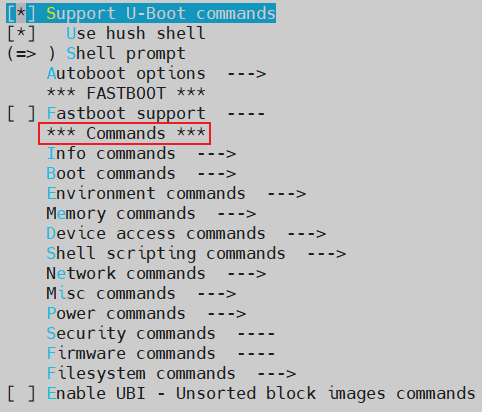 [*] Support U-Boot commands
[*]   Use hush shell
(=> ) Shell prompt
    Autoboot options  --->
    *** FASTBOOT ***
[ ] Fastboot support  ----
    *** Commands ***
    Info commands  --->
    Boot commands  --->
    Environment commands  --->
    Memory commands  --->
    Device access commands  --->
    Shell scripting commands  --->
    Network commands  --->
    Misc commands  --->
    Power commands  --->
    Security commands  ----
    Firmware commands  ----
    Filesystem commands  --->
[ ] Enable UBI - Unsorted block images commands